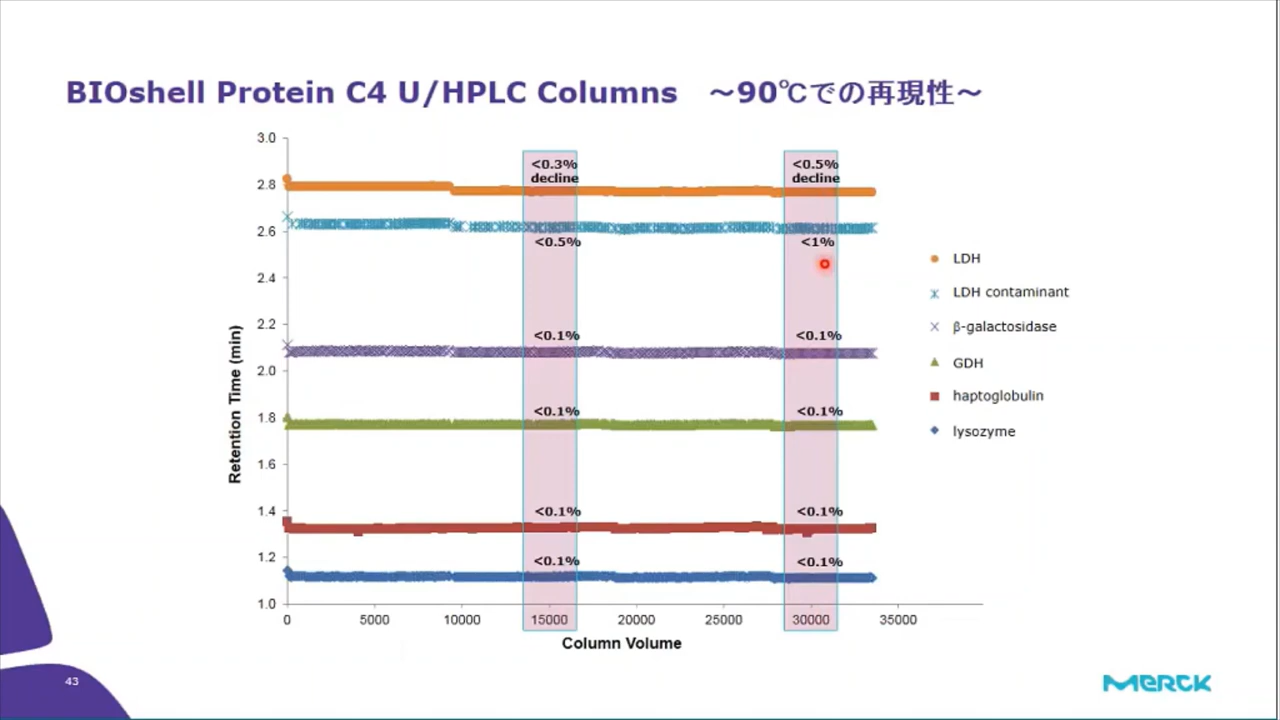 BIOshell Protein C4 U/HPLC Columns ～90℃での再現性～
3.0
2.8
2.6
2.4
2.2
2.0
1.8
1.6
1.4
1.2
1.0
Retention Time (min)
<0.3%
decline
<0.5%
decline
<0.5%
<1%
<0.1%
<0.1%
<0.1%
<0.1%
<0.1%
<0.1%
<0.1%
<0.1%
0
5000
10000
15000
20000
25000
30000
35000
Column Volume
LDH
LDH contaminant
β-galactosidase
GDH
haptoglobulin
lysozyme
43
MERCK